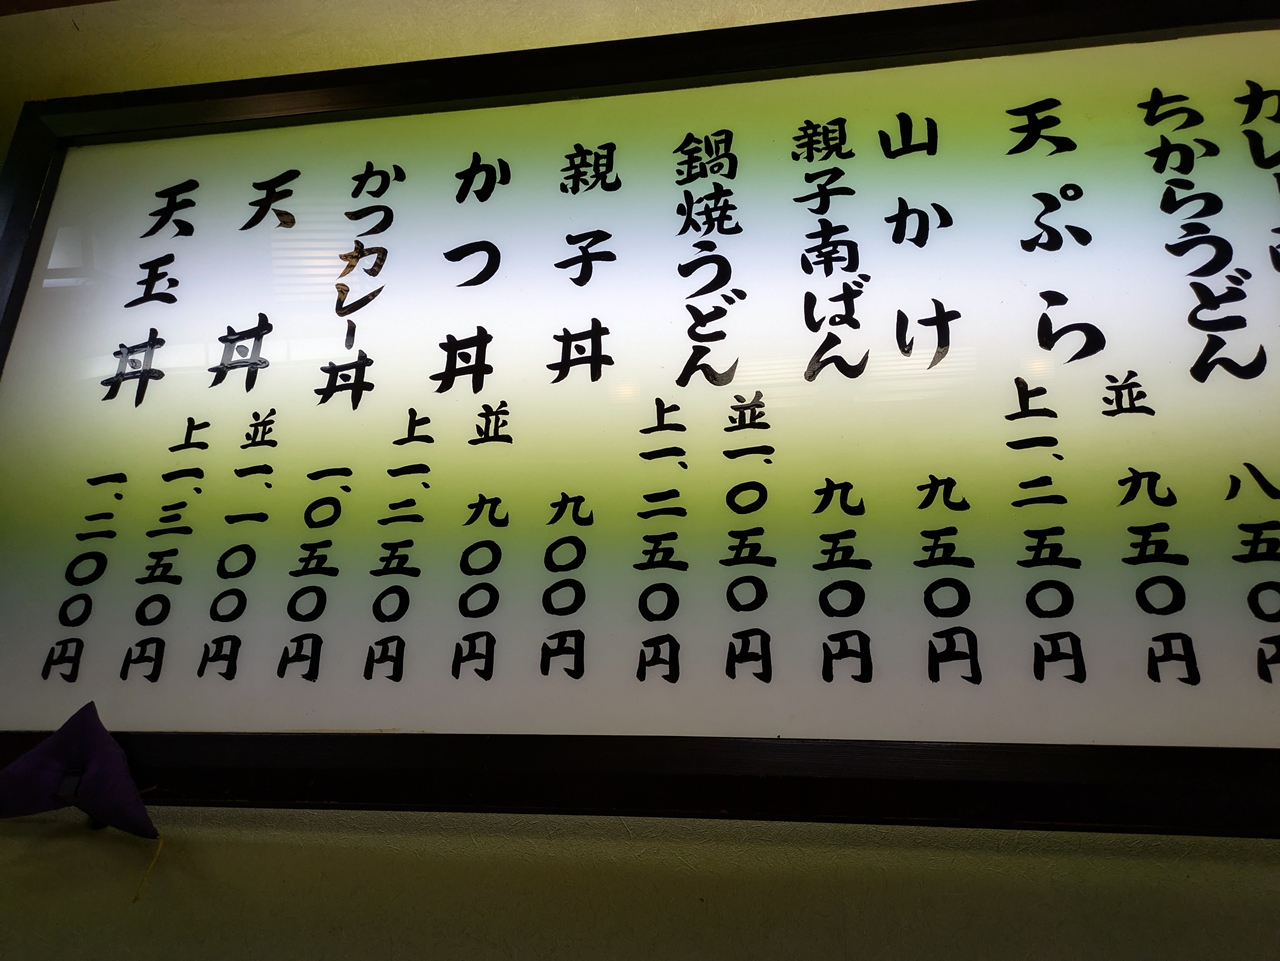 カレ
ちからうどん
八五〇円
天ぷら
並 九五〇円
上一、二五〇円
山かけ
九五〇円
親子南ばん
九五〇円
鍋焼うどん
並一、〇五〇円
上一、二五〇円
親子丼
九〇〇円
かつ丼
並 九〇〇円
上一、二五〇円
かつカレー丼
一、〇五〇円
天丼
並一、一〇〇円
上一、三五〇円
天玉丼
一、二〇〇円